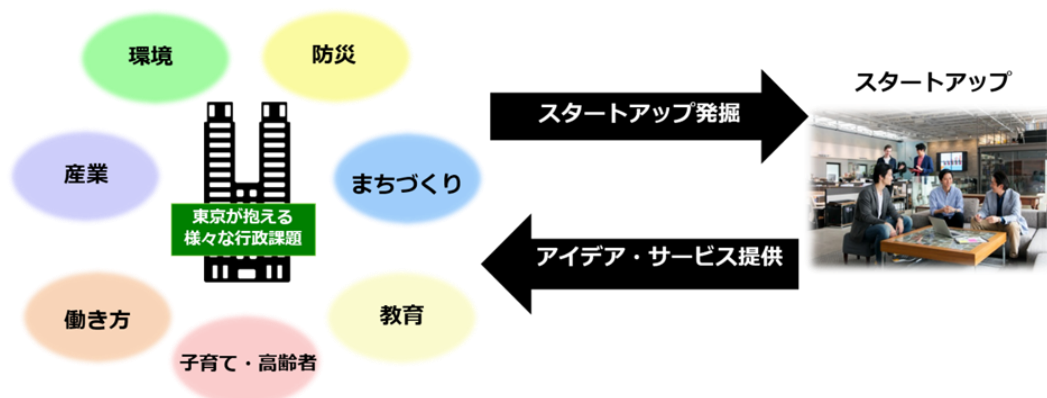 環境
防災
産業
まちづくり
東京が抱える
様々な行政課題
働き方
教育
子育て・高齢者
スタートアップ発掘
アイデア・サービス提供
スタートアップ